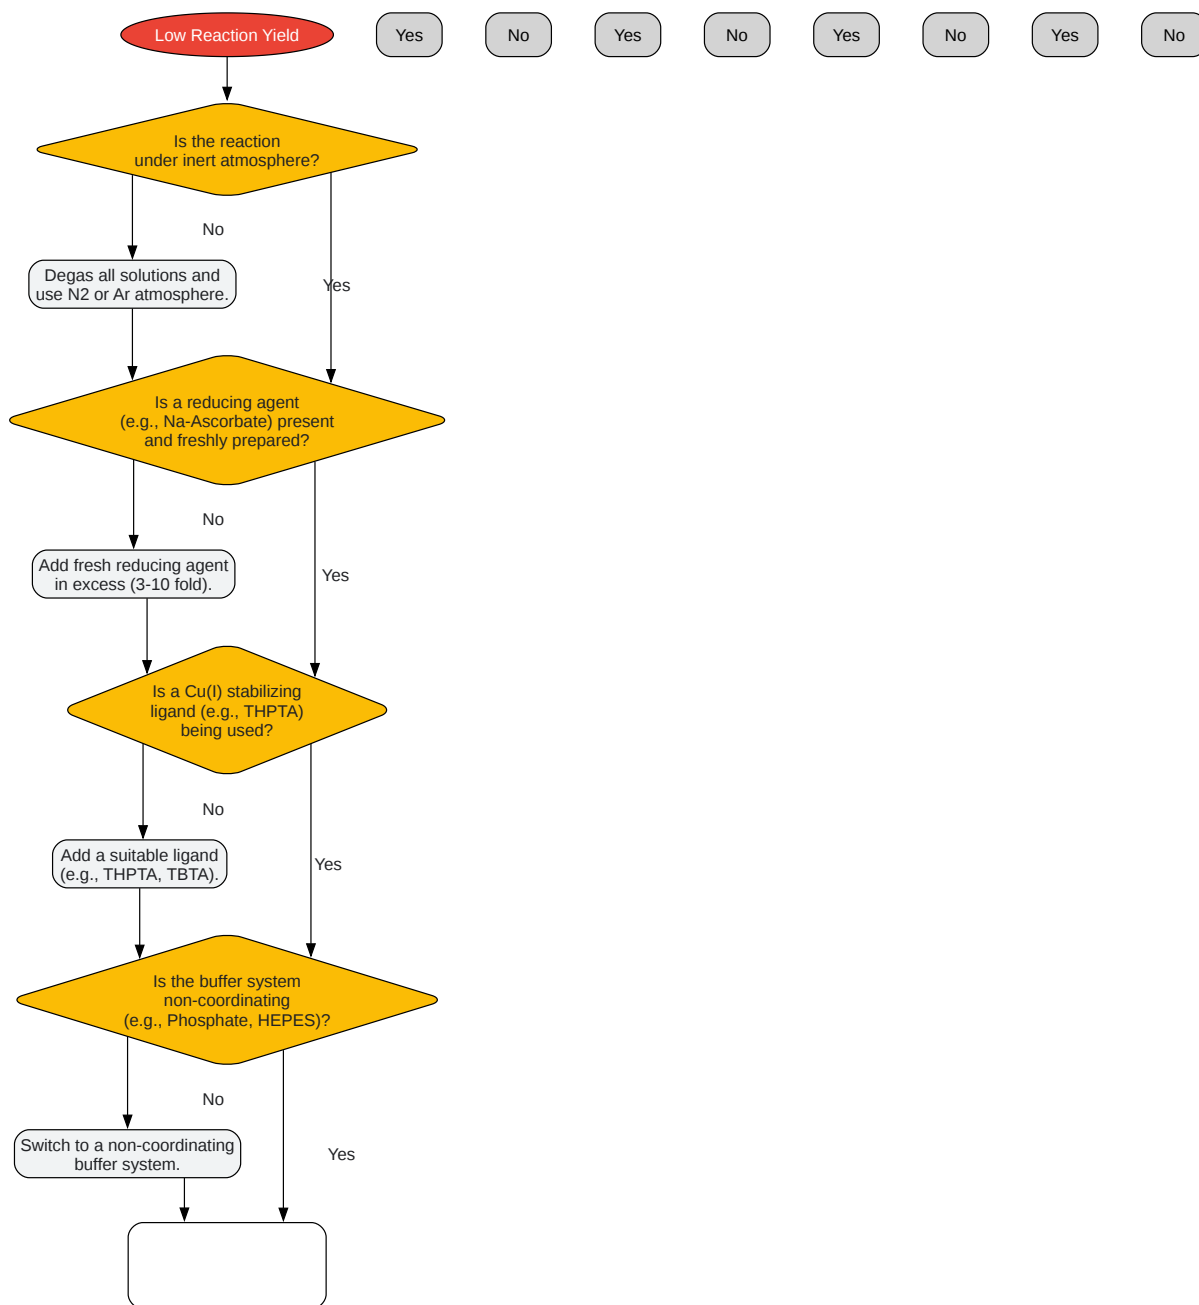 Low Reaction Yield
Yes
No
Yes
No
Yes
No
Yes
No
Is the reaction
under inert atmosphere?
No
Degas all solutions and
use N2 or Ar atmosphere.
Yes
Is a reducing agent
(e.g., Na-Ascorbate) present
and freshly prepared?
No
Add fresh reducing agent
in excess (3-10 fold).
Yes
Is a Cu(I) stabilizing
ligand (e.g., THPTA)
being used?
No
Add a suitable ligand
(e.g., THPTA, TBTA).
Yes
Is the buffer system
non-coordinating
(e.g., Phosphate, HEPES)?
No
Switch to a non-coordinating
buffer system.
Yes